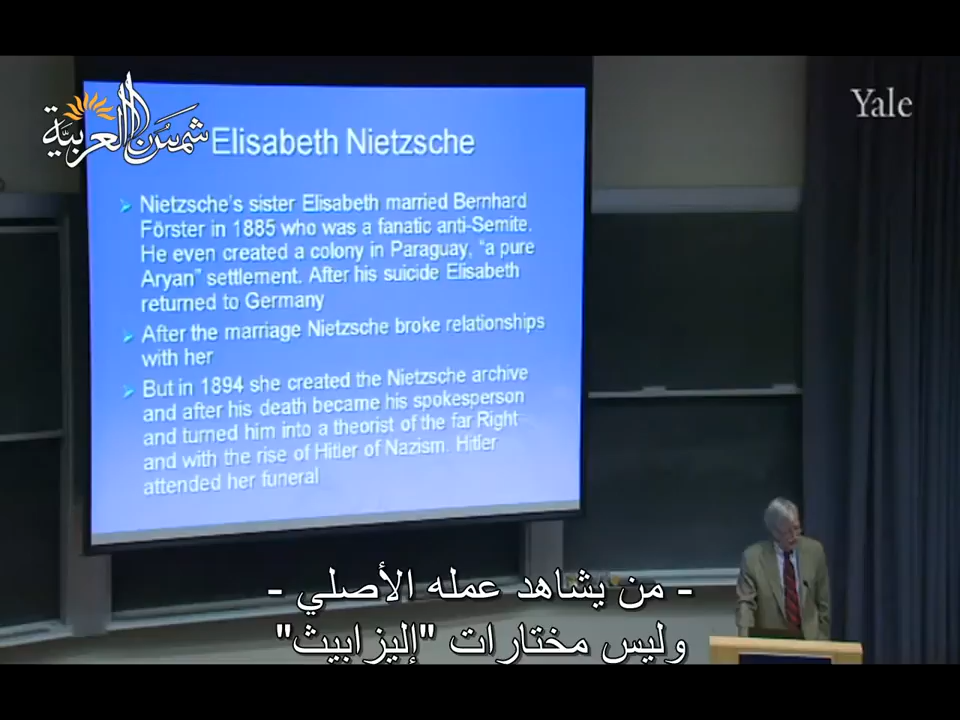 شمس العربية
Yale
Elisabeth Nietzsche
Nietzsche's sister Elisabeth married Bernhard
Förster in 1885 who was a fanatic anti-Semite.
He even created a colony in Paraguay, "a pure
Aryan" settlement. After his suicide Elisabeth
returned to Germany
After the marriage Nietzsche broke relationships
with her
But in 1894 she created the Nietzsche archive
and after his death became his spokesperson
and turned him into a theorist of the far Right
and with the rise of Hitler of Nazism. Hitler
attended her funeral
- من يشاهد عمله الأصلي -
وليس مختارات "إليزابيث"